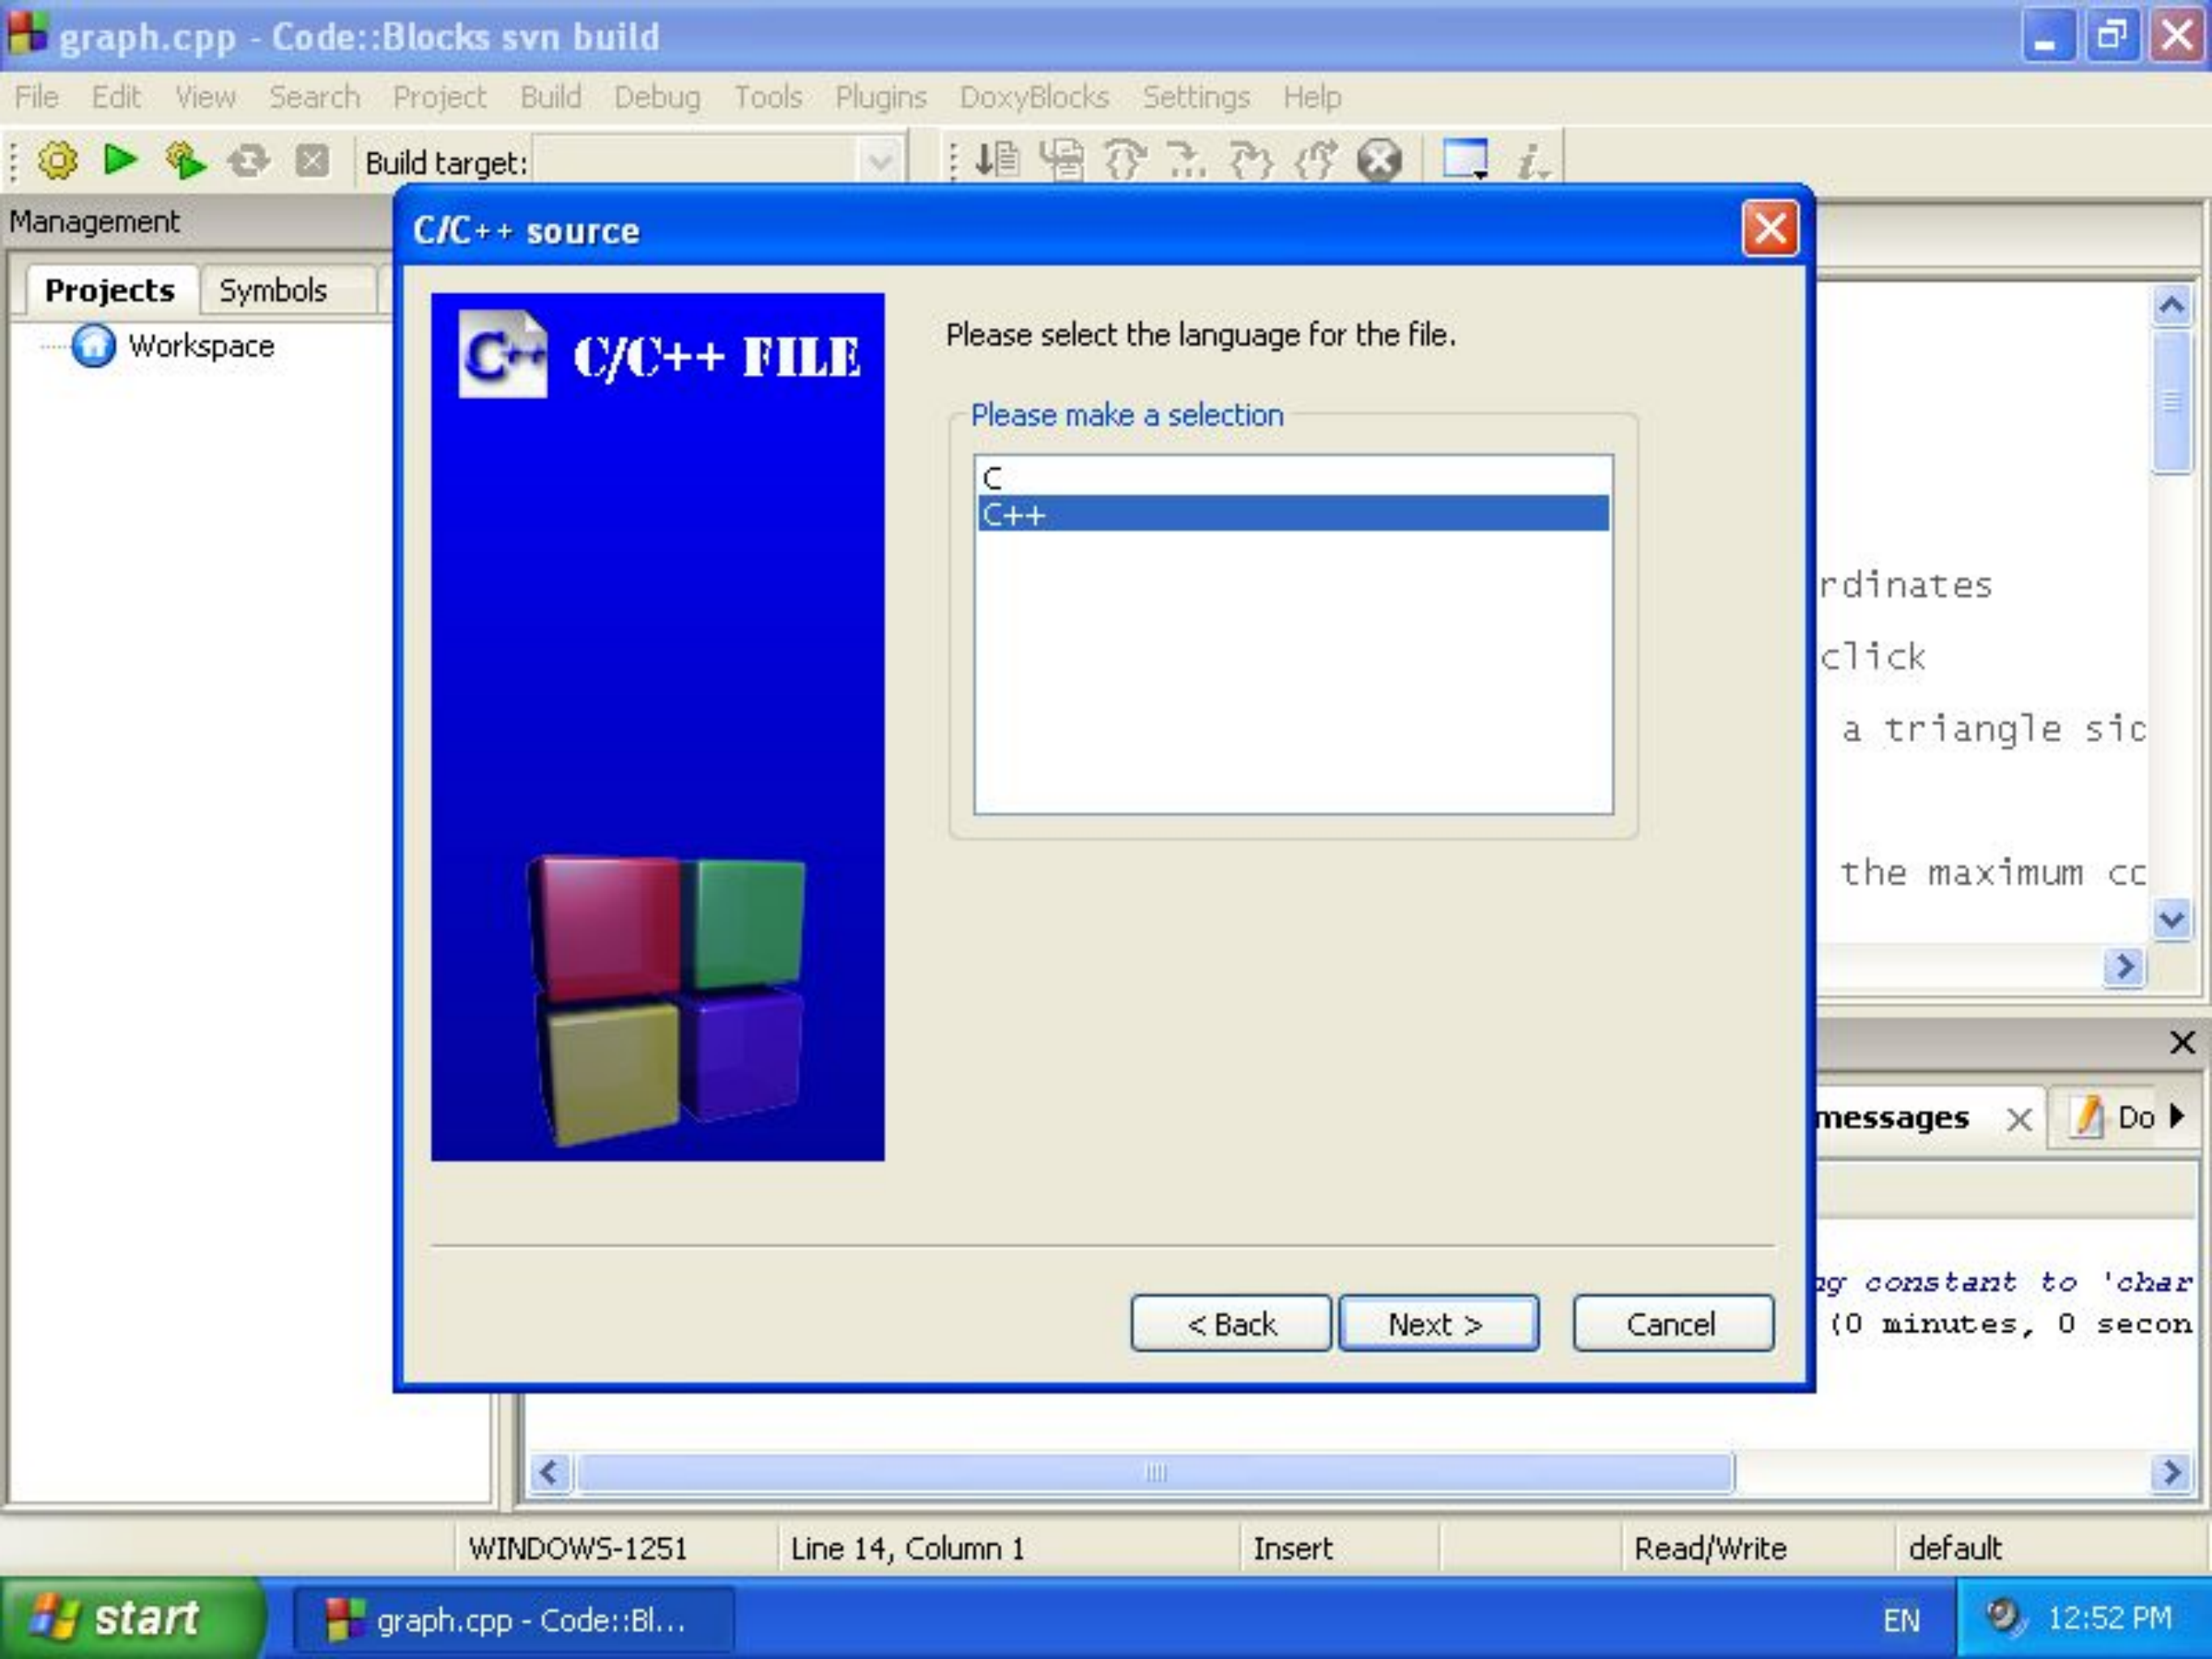 graph.cpp - Code::Blocks svn build
File Edit View Search Project Build Debug Tools Plugins DoxyBlocks Settings Help
Build target:
Management
C/C++ source
Projects Symbols
Workspace
C++ C/C++ FILE
Please select the language for the file.
Please make a selection
C
C++
rdinates
click
a triangle sid
the maximum co
messages Do
ng constant to 'char
(0 minutes, 0 secon
< Back Next > Cancel
WINDOWS-1251 Line 14, Column 1 Insert Read/Write default
start graph.cpp - Code::Bl... EN 12:52 PM